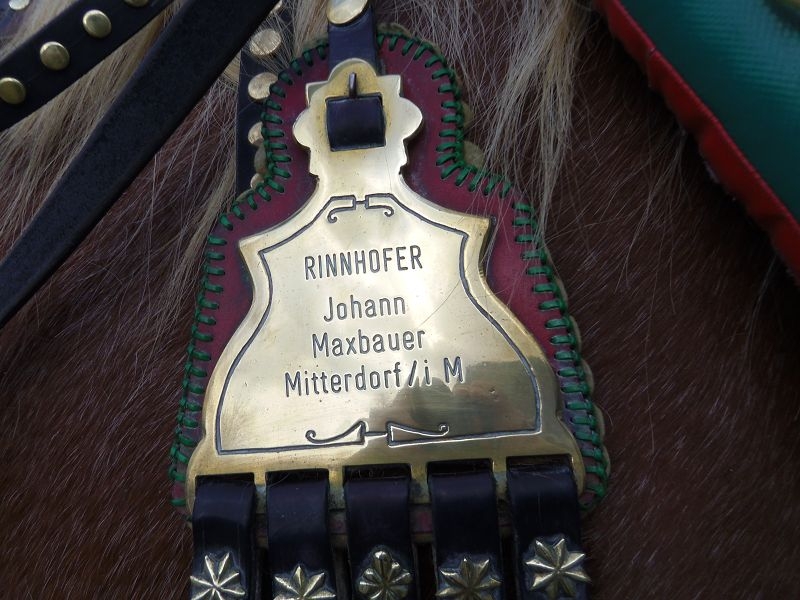 RINNHOFER
Johann
Maxbauer
Mitterdorf/i M